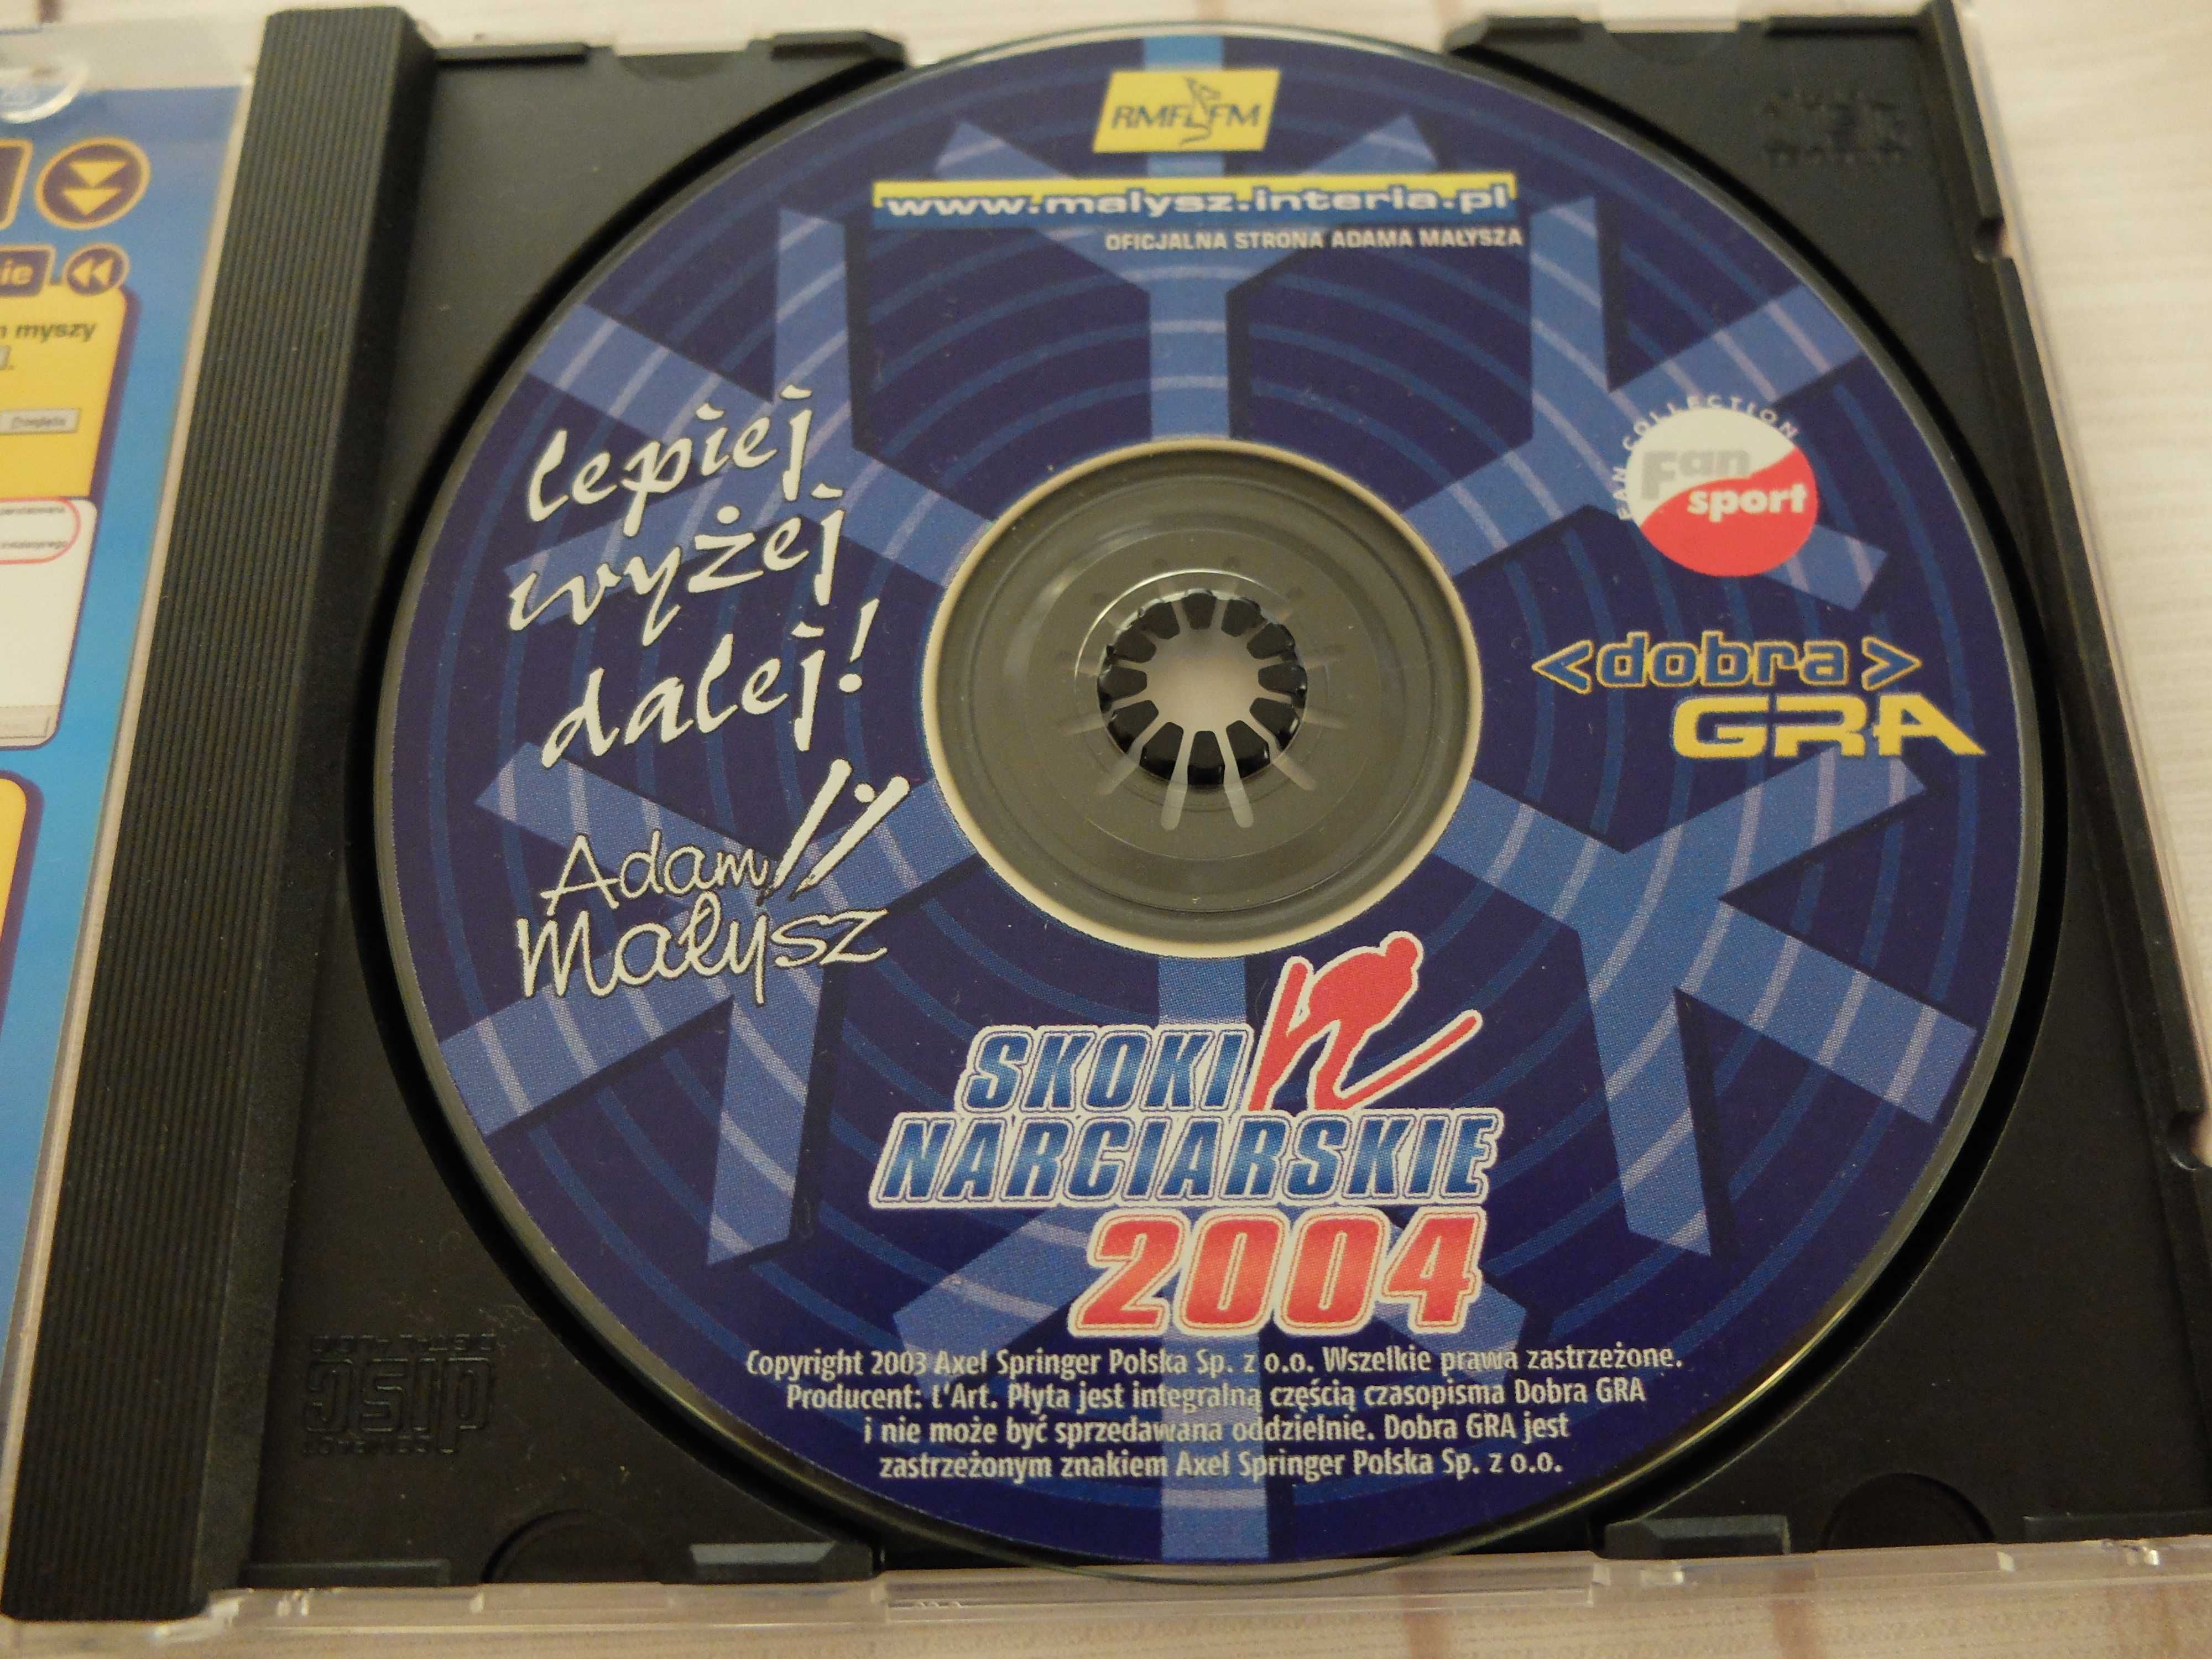 ie
myszy
RMF FM
www.malysz.interia.pl
OFICJALNA STRONA ADAMA MAŁYSZA
lepiej
wyżej
dalej!
Adam
Małysz
FAN COLLECTION
Fan
sport
<dobra>
GRA
SKOKI
NARCIARSKIE
2004
Copyright 2003 Axel Springer Polska Sp. z o.o. Wszelkie prawa zastrzeżone.
Producent: L'Art. Płyta jest integralną częścią czasopisma Dobra GRA
i nie może być sprzedawana oddzielnie. Dobra GRA jest
zastrzeżonym znakiem Axel Springer Polska Sp. z o.o.
disc